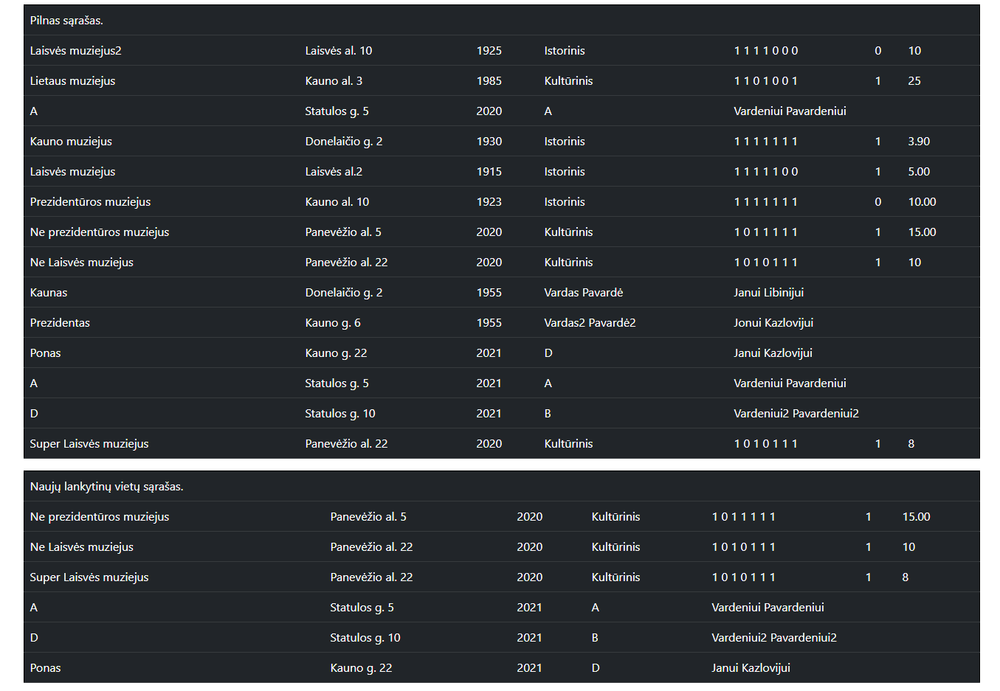 Pilnas sąrašas.
Laisvės muziejus2 Laisvės al. 10 1925 Istorinis 1 1 1 1 0 0 0 0 10
Lietaus muziejus Kauno al. 3 1985 Kultūrinis 1 1 0 1 0 0 1 1 25
A Statulos g. 5 2020 A Vardeniui Pavardeniui
Kauno muziejus Donelaičio g. 2 1930 Istorinis 1 1 1 1 1 1 1 1 3.90
Laisvės muziejus Laisvės al.2 1915 Istorinis 1 1 1 1 1 0 0 1 5.00
Prezidentūros muziejus Kauno al. 10 1923 Istorinis 1 1 1 1 1 1 1 0 10.00
Ne prezidentūros muziejus Panevėžio al. 5 2020 Kultūrinis 1 0 1 1 1 1 1 1 15.00
Ne Laisvės muziejus Panevėžio al. 22 2020 Kultūrinis 1 0 1 0 1 1 1 1 10
Kaunas Donelaičio g. 2 1955 Vardas Pavardė Janui Libinijui
Prezidentas Kauno g. 6 1955 Vardas2 Pavardė2 Jonui Kazlovijui
Ponas Kauno g. 22 2021 D Janui Kazlovijui
A Statulos g. 5 2021 A Vardeniui Pavardeniui
D Statulos g. 10 2021 B Vardeniui2 Pavardeniui2
Super Laisvės muziejus Panevėžio al. 22 2020 Kultūrinis 1 0 1 0 1 1 1 1 8
Naujų lankytinų vietų sąrašas.
Ne prezidentūros muziejus Panevėžio al. 5 2020 Kultūrinis 1 0 1 1 1 1 1 1 15.00
Ne Laisvės muziejus Panevėžio al. 22 2020 Kultūrinis 1 0 1 0 1 1 1 1 10
Super Laisvės muziejus Panevėžio al. 22 2020 Kultūrinis 1 0 1 0 1 1 1 1 8
A Statulos g. 5 2021 A Vardeniui Pavardeniui
D Statulos g. 10 2021 B Vardeniui2 Pavardeniui2
Ponas Kauno g. 22 2021 D Janui Kazlovijui